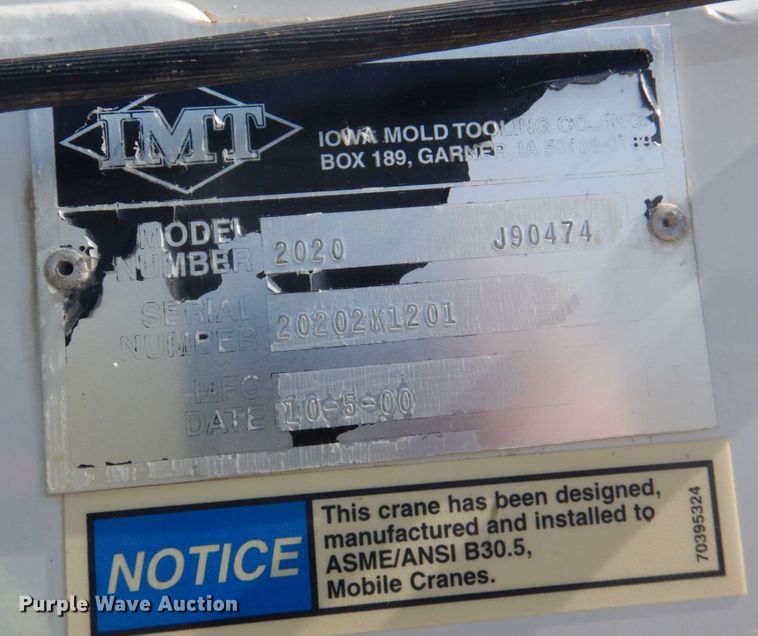 IMT
IOWA MOLD TOOLING CO., INC.
BOX 189, GARNER, IA 50438-0189
MODEL NUMBER 2020 J90474
SERIAL NUMBER 20202K1201
MFG DATE 10-5-00
NOTICE
This crane has been designed,
manufactured and installed to
ASME/ANSI B30.5,
Mobile Cranes.
70395324
Purple Wave Auction